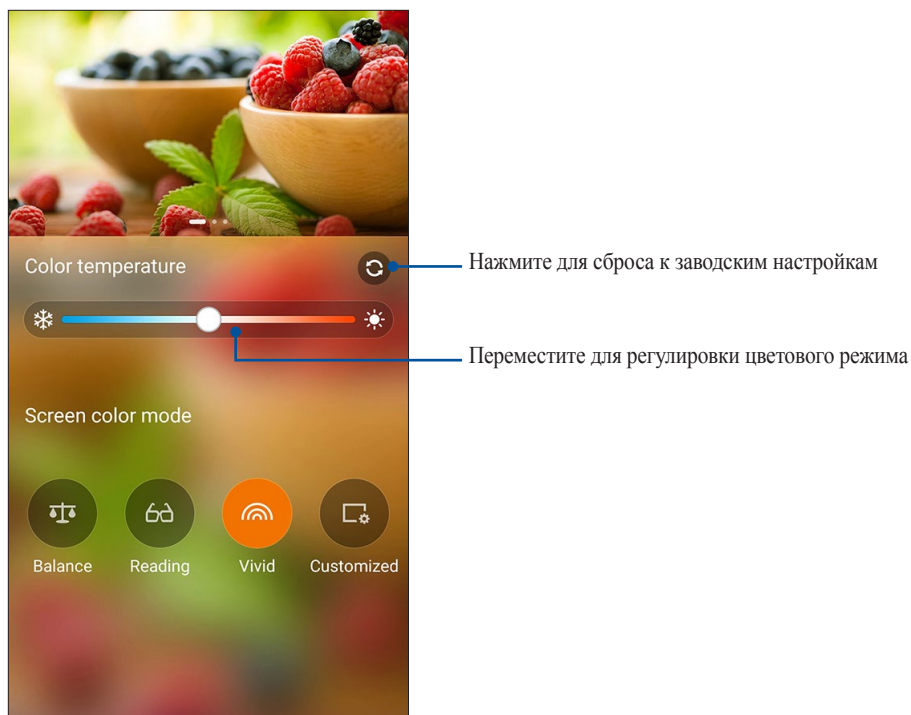 Color temperature
Нажмите для сброса к заводским настройкам
Переместите для регулировки цветового режима
Screen color mode
Balance Reading Vivid Customized